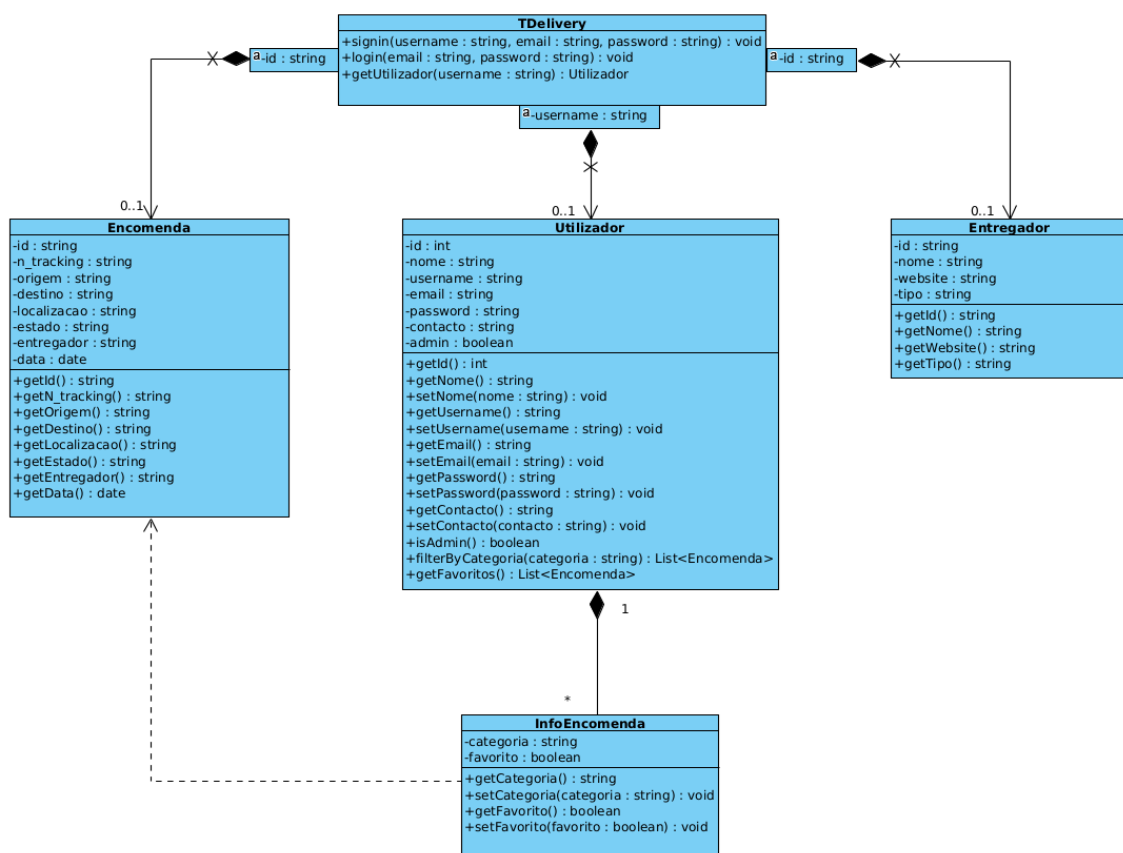 TDelivery
+signin(username : string, email : string, password : string) : void
+login(email : string, password : string) : void
+getUtilizador(username : string) : Utilizador
a-id : string
a-id : string
a-username : string
0..1
0..1
0..1
Encomenda
-id : string
-n_tracking : string
-origem : string
-destino : string
-localizacao : string
-estado : string
-entregador : string
-data : date
+getId() : string
+getN_tracking() : string
+getOrigem() : string
+getDestino() : string
+getLocalizacao() : string
+getEstado() : string
+getEntregador() : string
+getData() : date
Utilizador
-id : int
-nome : string
-username : string
-email : string
-password : string
-contacto : string
-admin : boolean
+getId() : int
+getNome() : string
+setNome(nome : string) : void
+getUsername() : string
+setUsername(username : string) : void
+getEmail() : string
+setEmail(email : string) : void
+getPassword() : string
+setPassword(password : string) : void
+getContacto() : string
+setContacto(contacto : string) : void
+isAdmin() : boolean
+filterByCategoria(categoria : string) : List<Encomenda>
+getFavoritos() : List<Encomenda>
Entregador
-id : string
-nome : string
-website : string
-tipo : string
+getId() : string
+getNome() : string
+getWebsite() : string
+getTipo() : string
1
*
InfoEncomenda
-categoria : string
-favorito : boolean
+getCategoria() : string
+setCategoria(categoria : string) : void
+getFavorito() : boolean
+setFavorito(favorito : boolean) : void